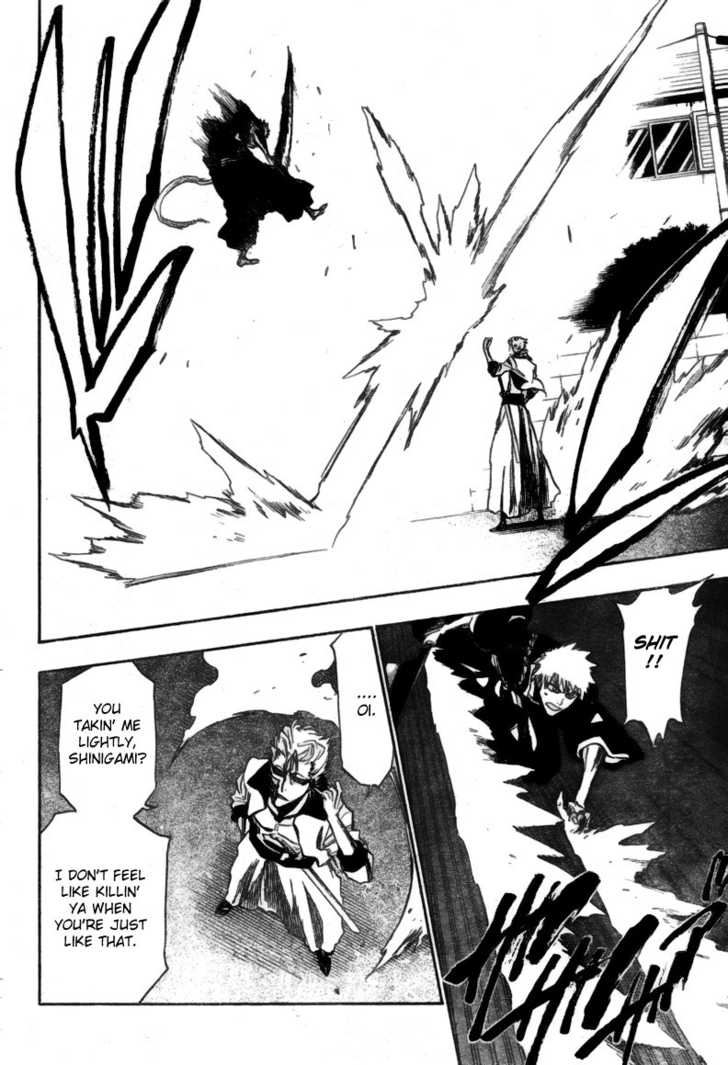 SHIT
!!
....
OI.
YOU
TAKIN' ME
LIGHTLY,
SHINIGAMI?
I DON'T FEEL
LIKE KILLIN'
YA WHEN
YOU'RE JUST
LIKE THAT.